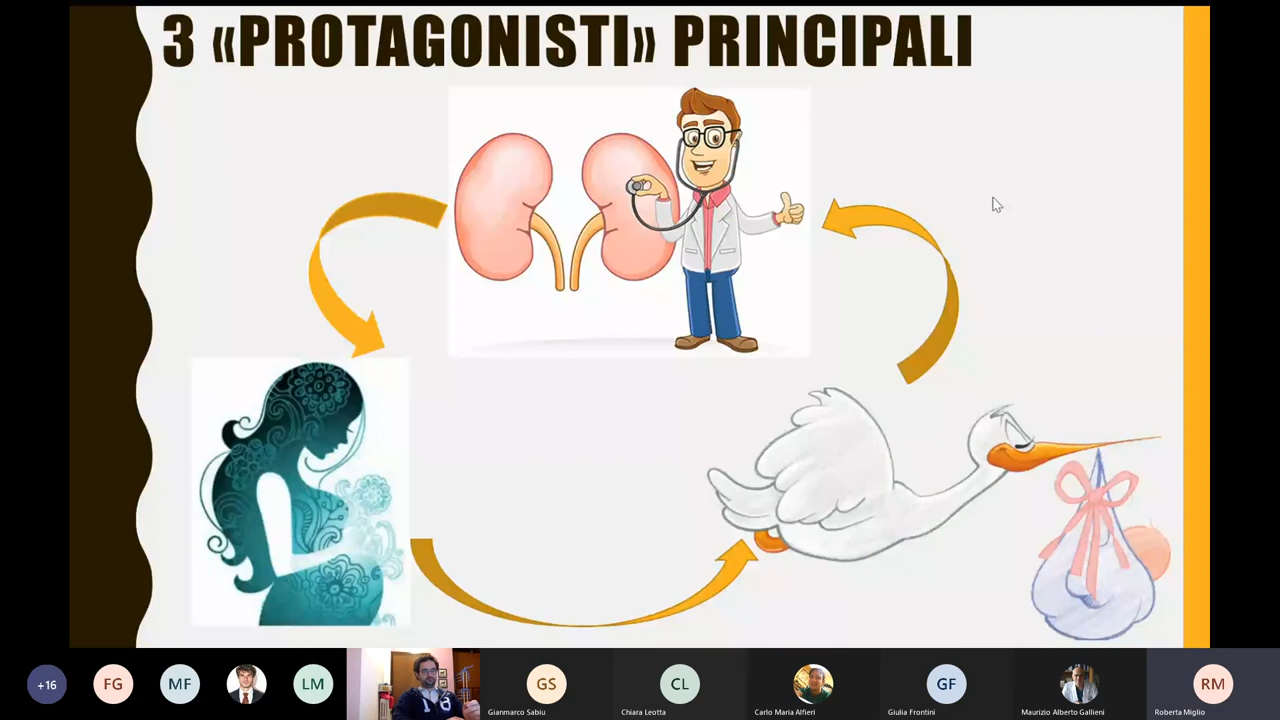 3 «PROTAGONISTI» PRINCIPALI
+16
FG
MF
LM
GS
Gianmarco Sabiu
CL
Chiara Leotta
Carlo Maria Alfieri
GF
Giulia Frontini
Maurizio Alberto Gallieni
RM
Roberta Miglio